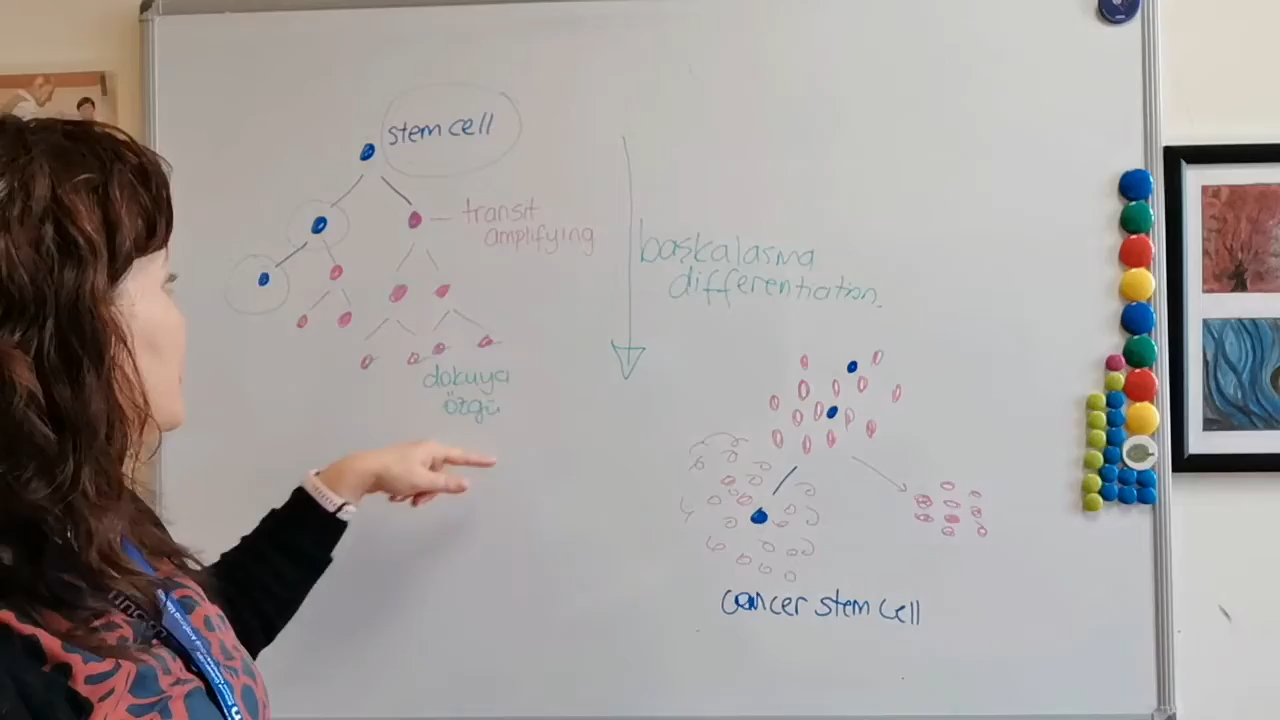 stem cell
transit
amplifying
başkalaşma
differentiation.
dokuya
özgü
cancer stem cell